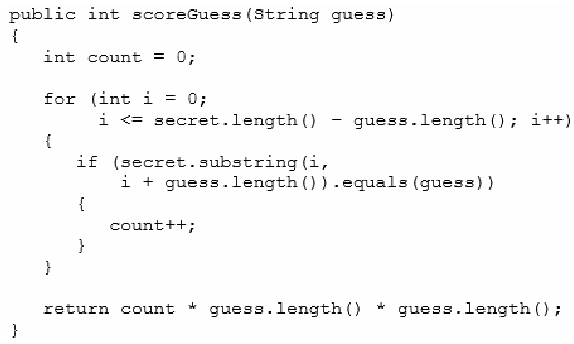 public int scoreGuess(String guess)
{
   int count = 0;

   for (int i = 0;
        i <= secret.length() - guess.length(); i++)
   {
      if (secret.substring(i,
          i + guess.length()).equals(guess))
      {
         count++;
      }
   }

   return count * guess.length() * guess.length();
}